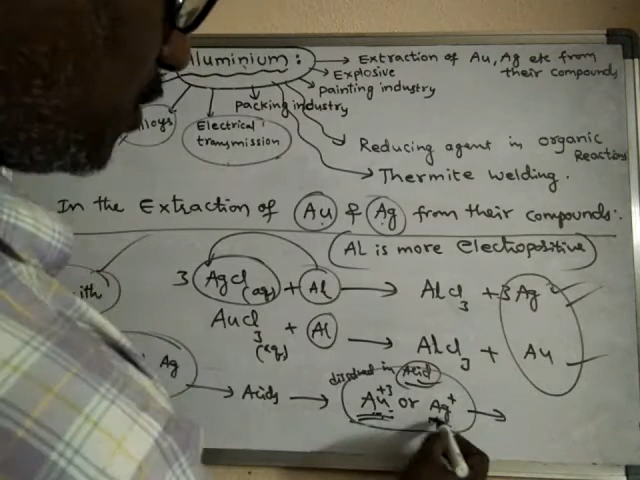 Aluminium: → Extraction of Au, Ag etc from their compounds
Explosive
painting industry
packing industry
Alloys
Electrical transmission
Reducing agent in organic Reactions
Thermite welding.
In the Extraction of Au & Ag from their compounds:
Al is more Electropositive
3 AgCl (aq) + Al → AlCl3 + 3Ag
ith
AuCl3 (aq) + Al → AlCl3 + Au
Ag → Acids → dissolved in Acid
Au+3 or Ag+ →